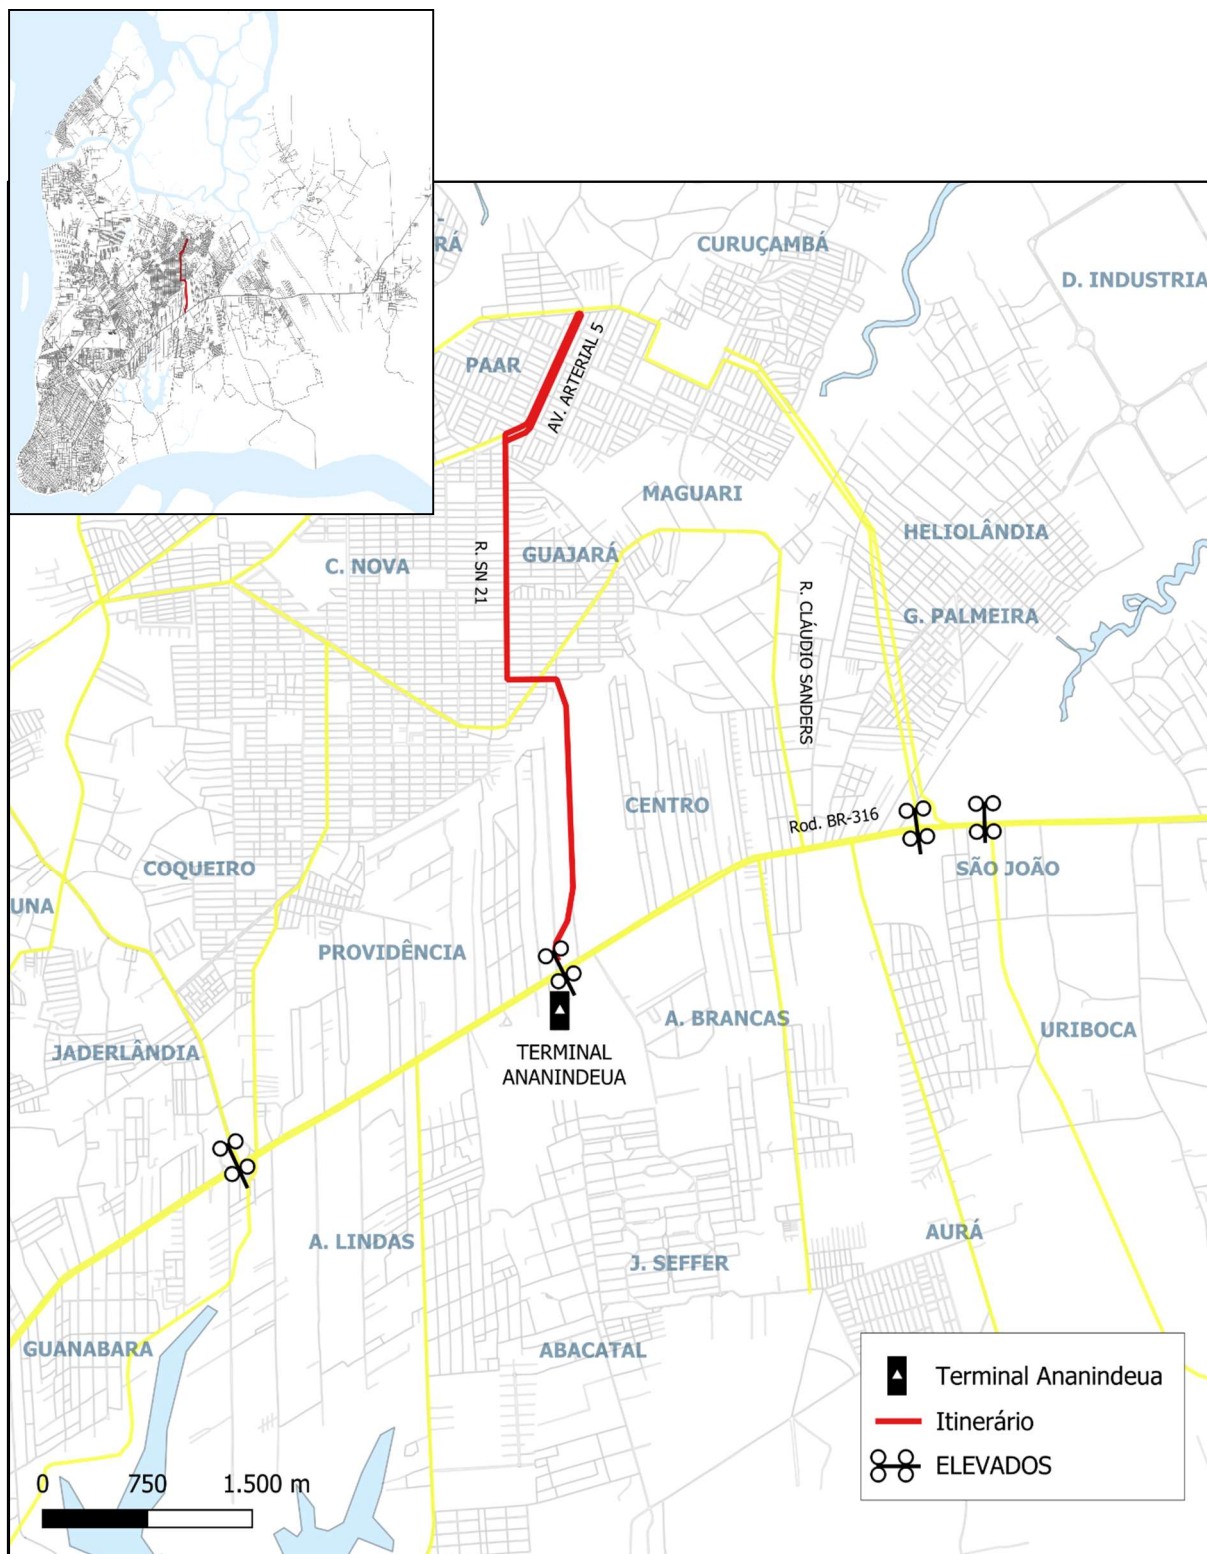 RÁ
CURUÇAMBÁ
D. INDUSTRIA
PAAR
AV. ARTERIAL 5
MAGUARI
HELIOLÂNDIA
C. NOVA
R. SN 21
GUAJARÁ
R. CLÁUDIO SANDERS
G. PALMEIRA
CENTRO
Rod. BR-316
COQUEIRO
SÃO JOÃO
UNA
PROVIDÊNCIA
A. BRANCAS
URIBOCA
JADERLÂNDIA
TERMINAL
ANANINDEUA
A. LINDAS
AURÁ
J. SEFFER
GUANABARA
ABACATAL
Terminal Ananindeua
Itinerário
ELEVADOS
0 750 1.500 m